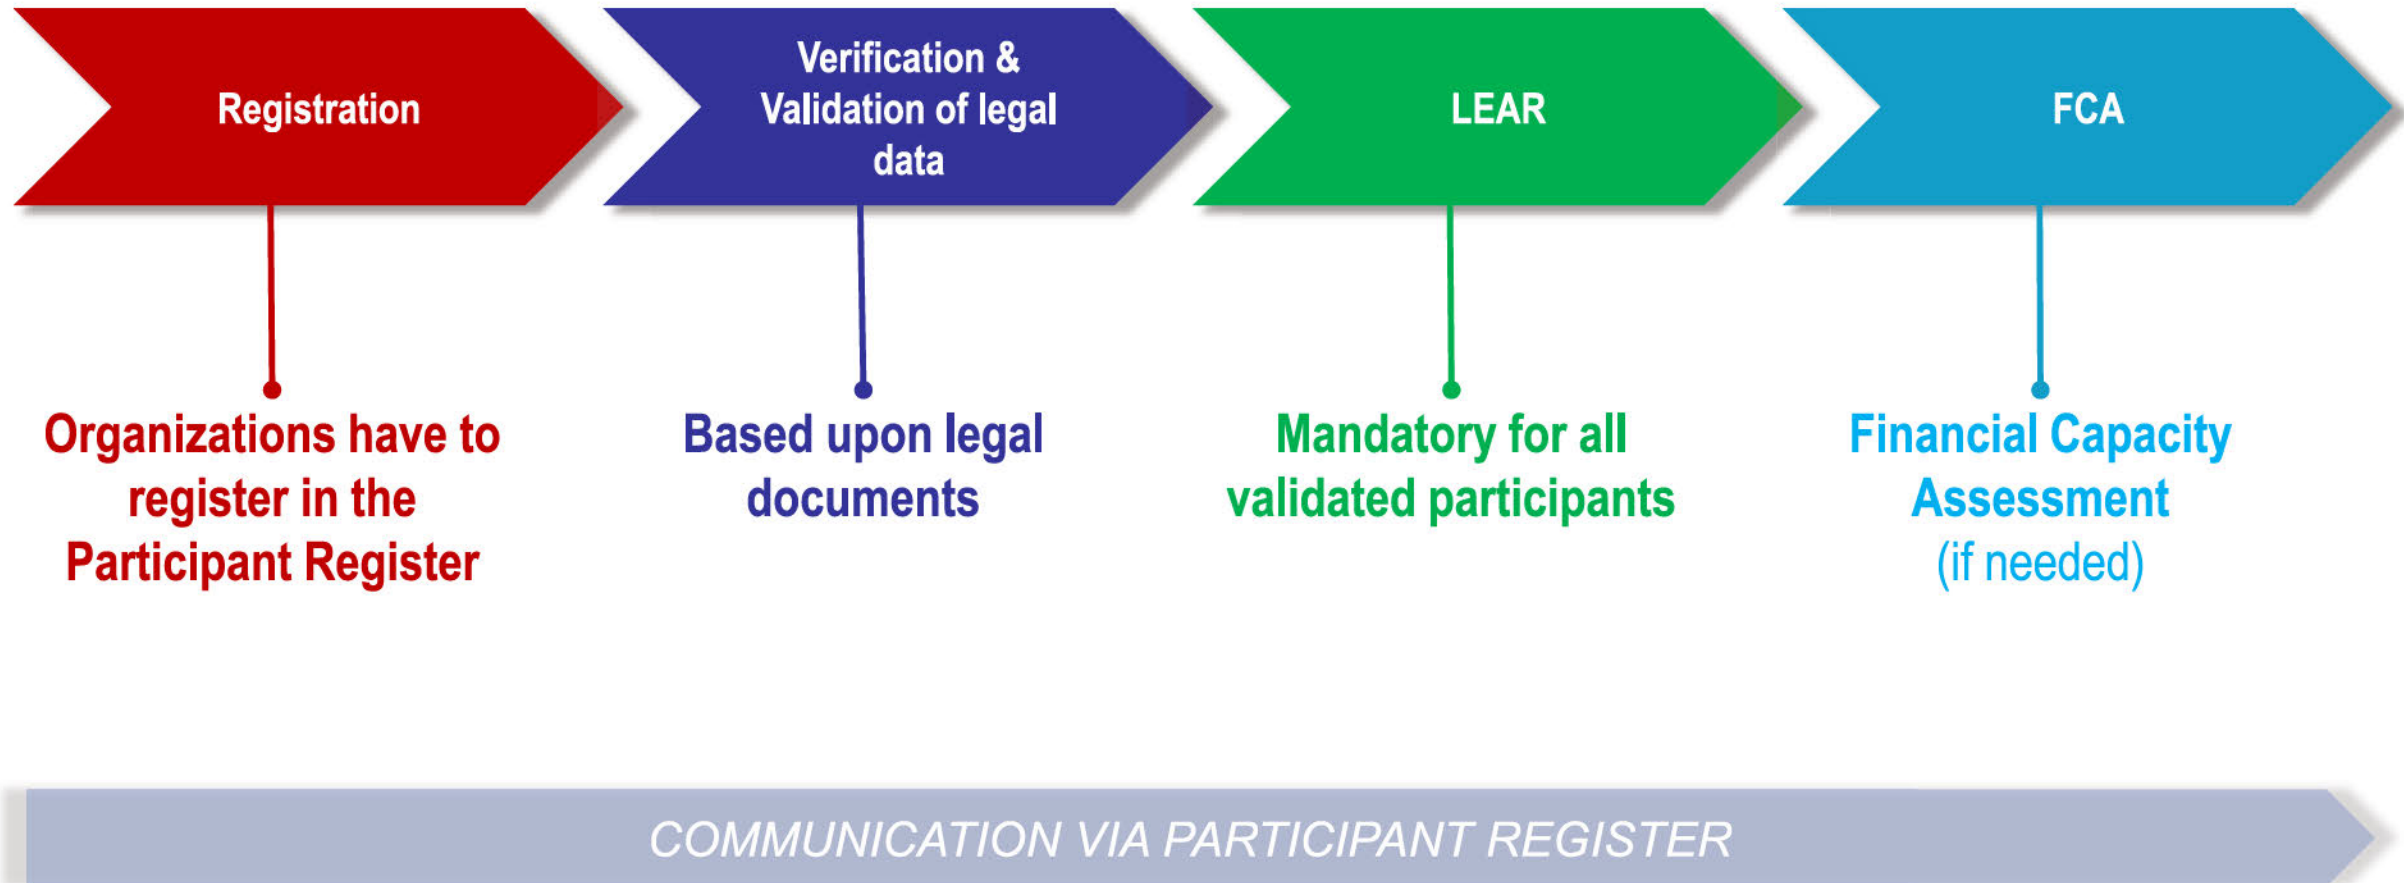 Registration
Verification &
Validation of legal
data
LEAR
FCA
Organizations have to
register in the
Participant Register
Based upon legal
documents
Mandatory for all
validated participants
Financial Capacity
Assessment
(if needed)
COMMUNICATION VIA PARTICIPANT REGISTER